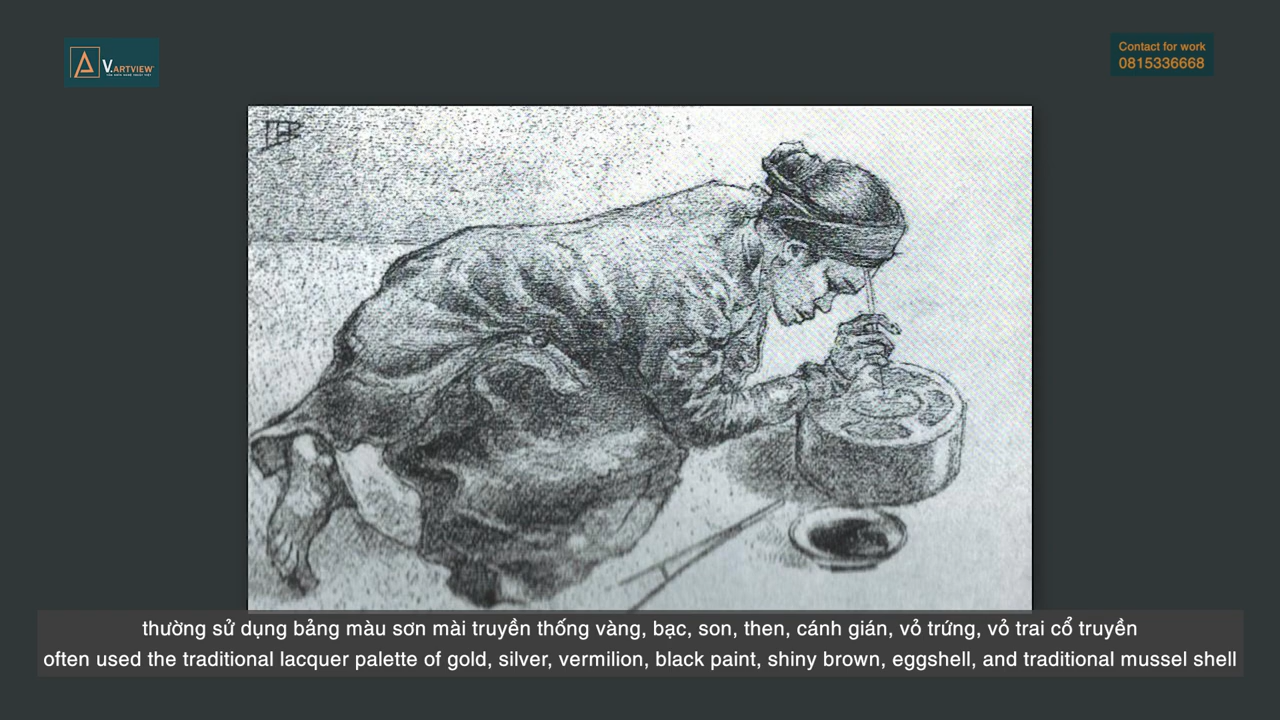 V.ARTVIEW
Contact for work
0815336668
thường sử dụng bảng màu sơn mài truyền thống vàng, bạc, son, then, cánh gián, vỏ trứng, vỏ trai cổ truyền
often used the traditional lacquer palette of gold, silver, vermilion, black paint, shiny brown, eggshell, and traditional mussel shell